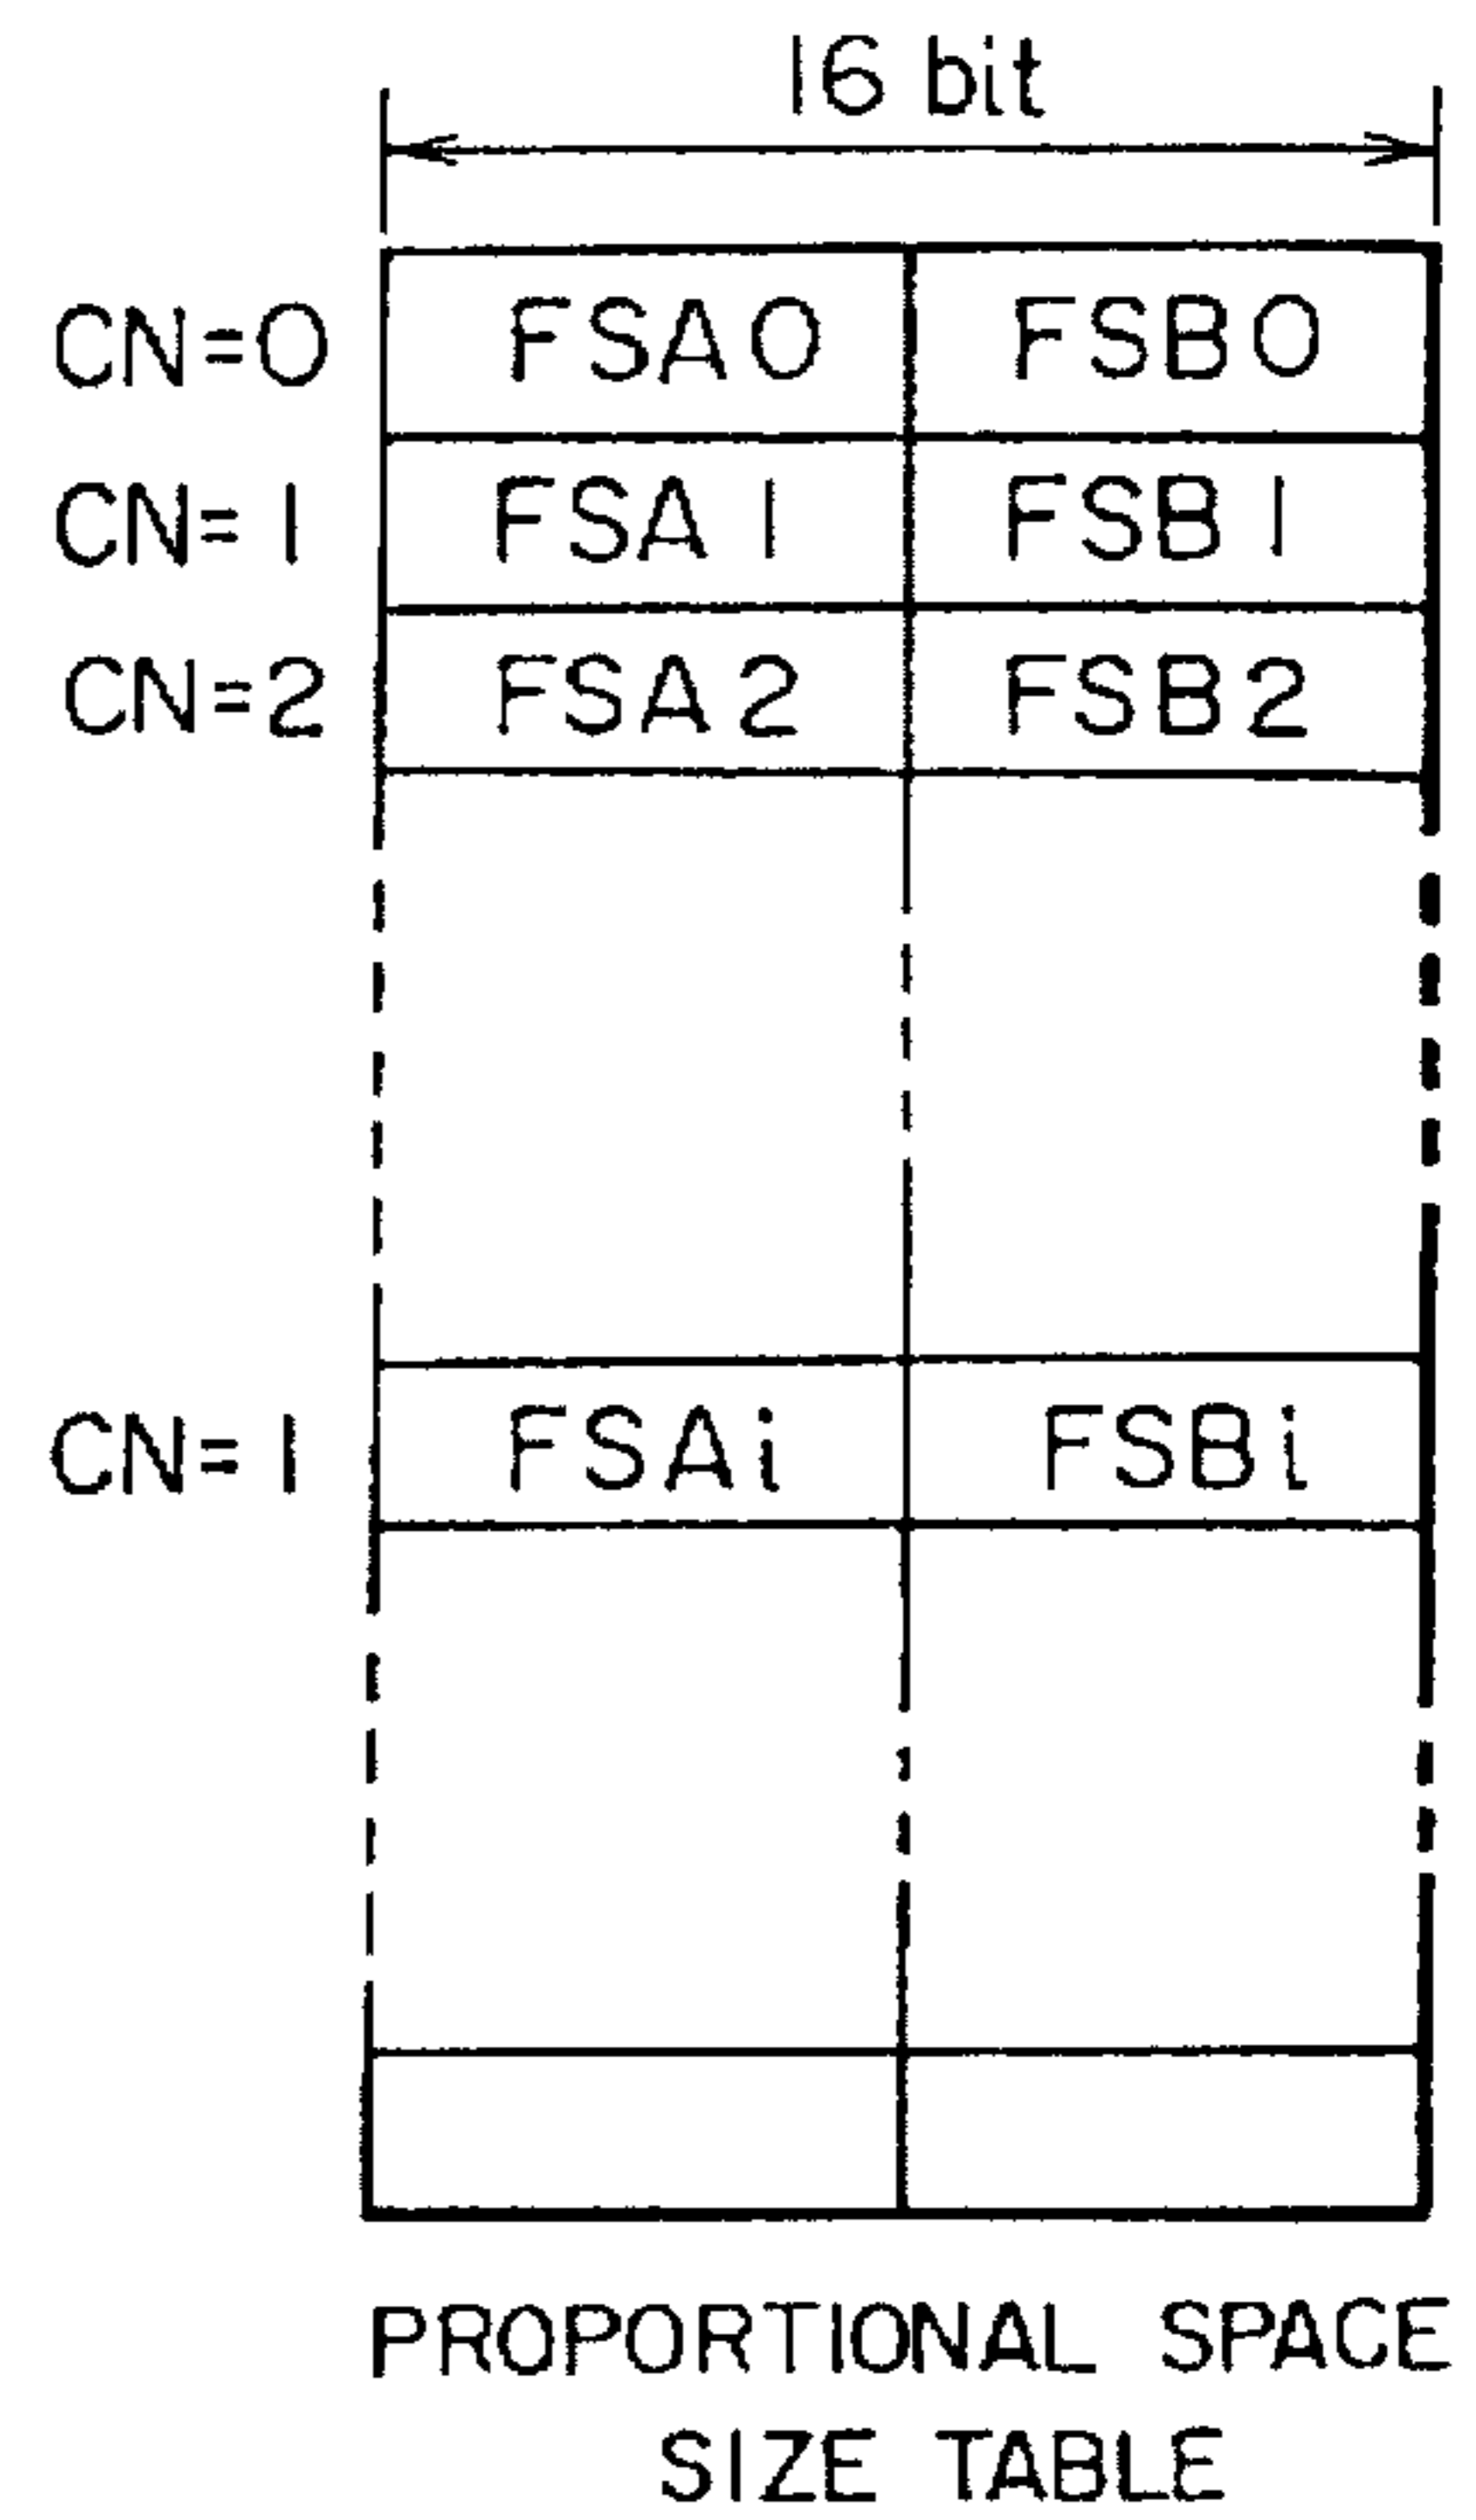 16 bit
CN=0 FSA0 FSB0
CN=1 FSA1 FSB1
CN=2 FSA2 FSB2
CN=1 FSAi FSBi
PROPORTIONAL SPACE
SIZE TABLE